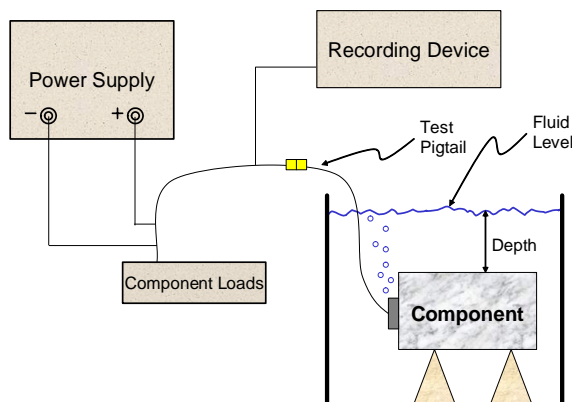 Recording Device
Power Supply
− +
Test
Pigtail
Fluid
Level
Depth
Component Loads
Component